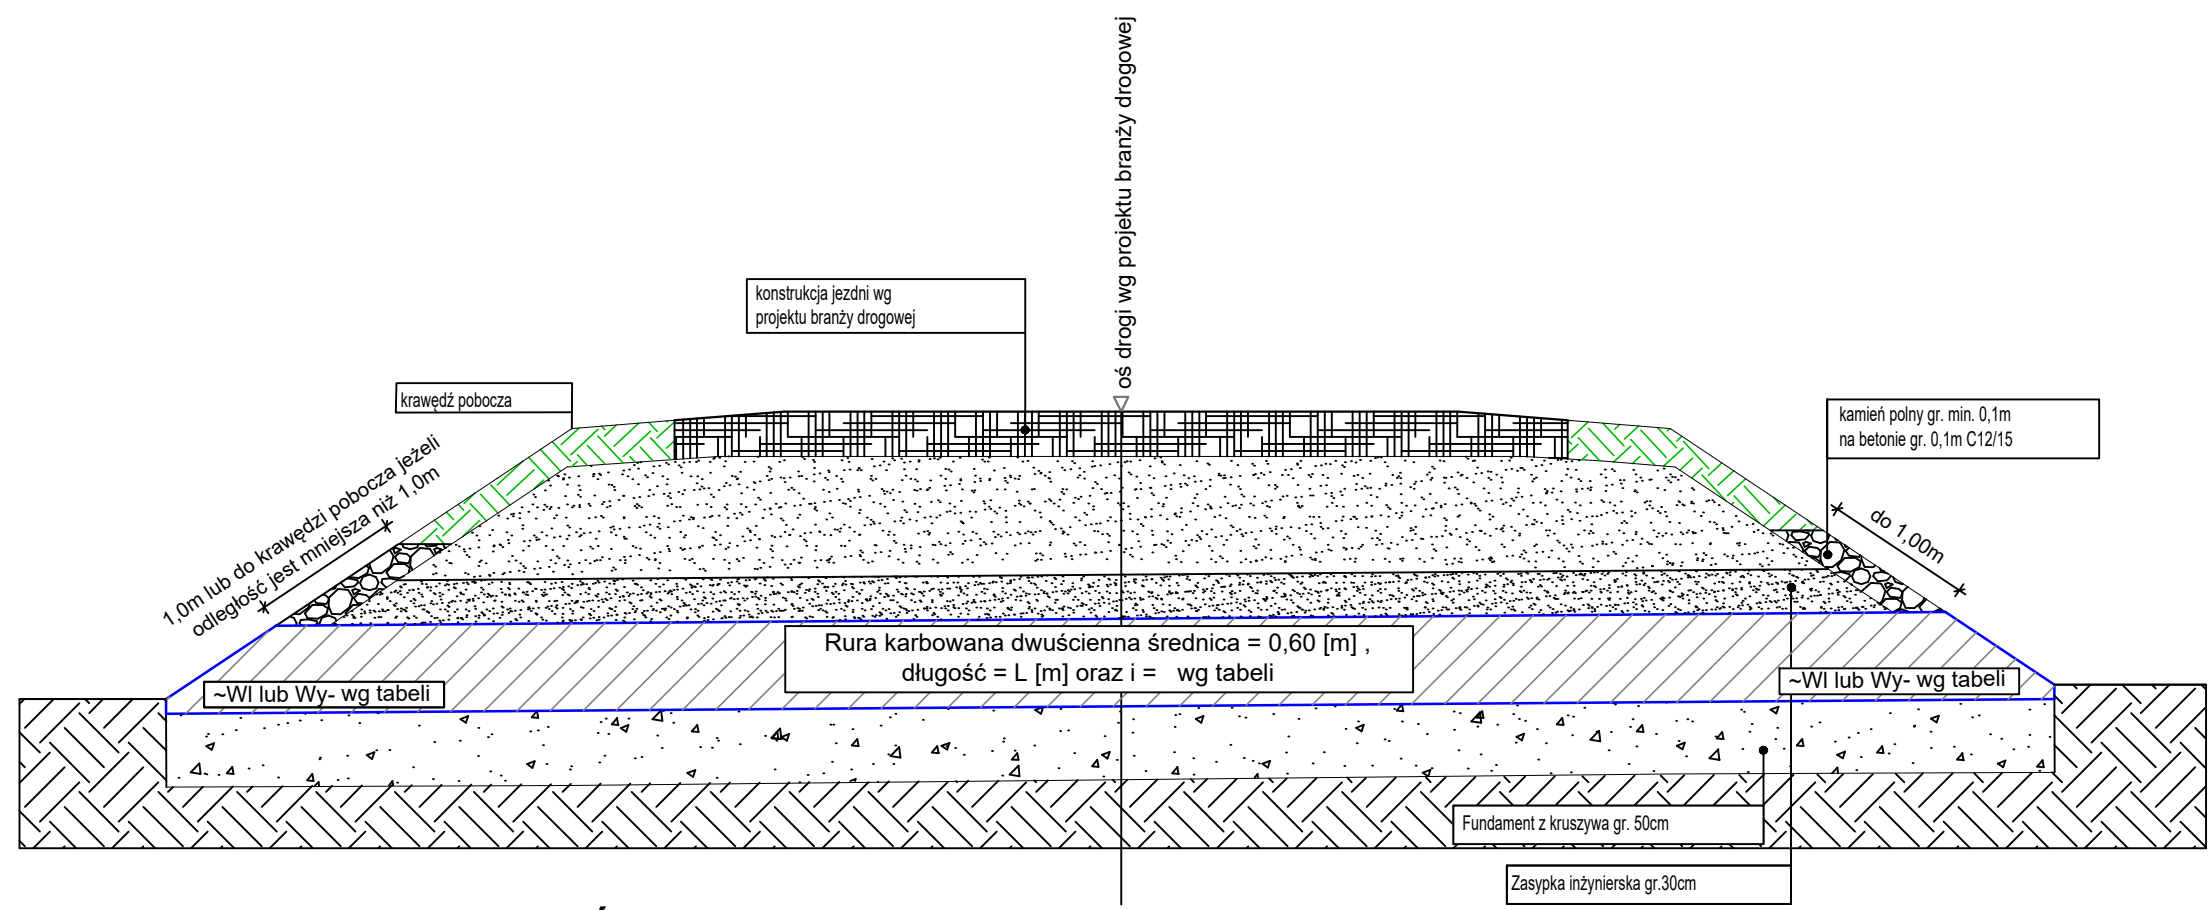 oś drogi wg projektu branży drogowej
konstrukcja jezdni wg
projektu branży drogowej
krawędź pobocza
kamień polny gr. min. 0,1m
na betonie gr. 0,1m C12/15
1,0m lub do krawędzi pobocza jeżeli
odległość jest mniejsza niż 1,0m
do 1,00m
Rura karbowana dwuścienna średnica = 0,60 [m] ,
długość = L [m] oraz i = wg tabeli
~Wl lub Wy- wg tabeli
~Wl lub Wy- wg tabeli
Fundament z kruszywa gr. 50cm
Zasypka inżynierska gr.30cm